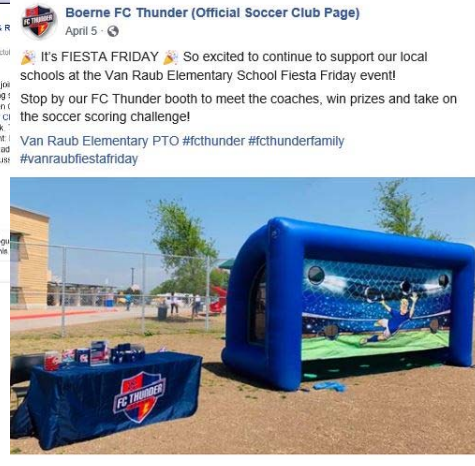 Boerne FC Thunder (Official Soccer Club Page)
April 5 ·
🎉 It's FIESTA FRIDAY 🎉 So excited to continue to support our local
schools at the Van Raub Elementary School Fiesta Friday event!
Stop by our FC Thunder booth to meet the coaches, win prizes and take on
the soccer scoring challenge!
Van Raub Elementary PTO #fcthunder #fcthunderfamily
#vanraubfiestafriday
FC THUNDER